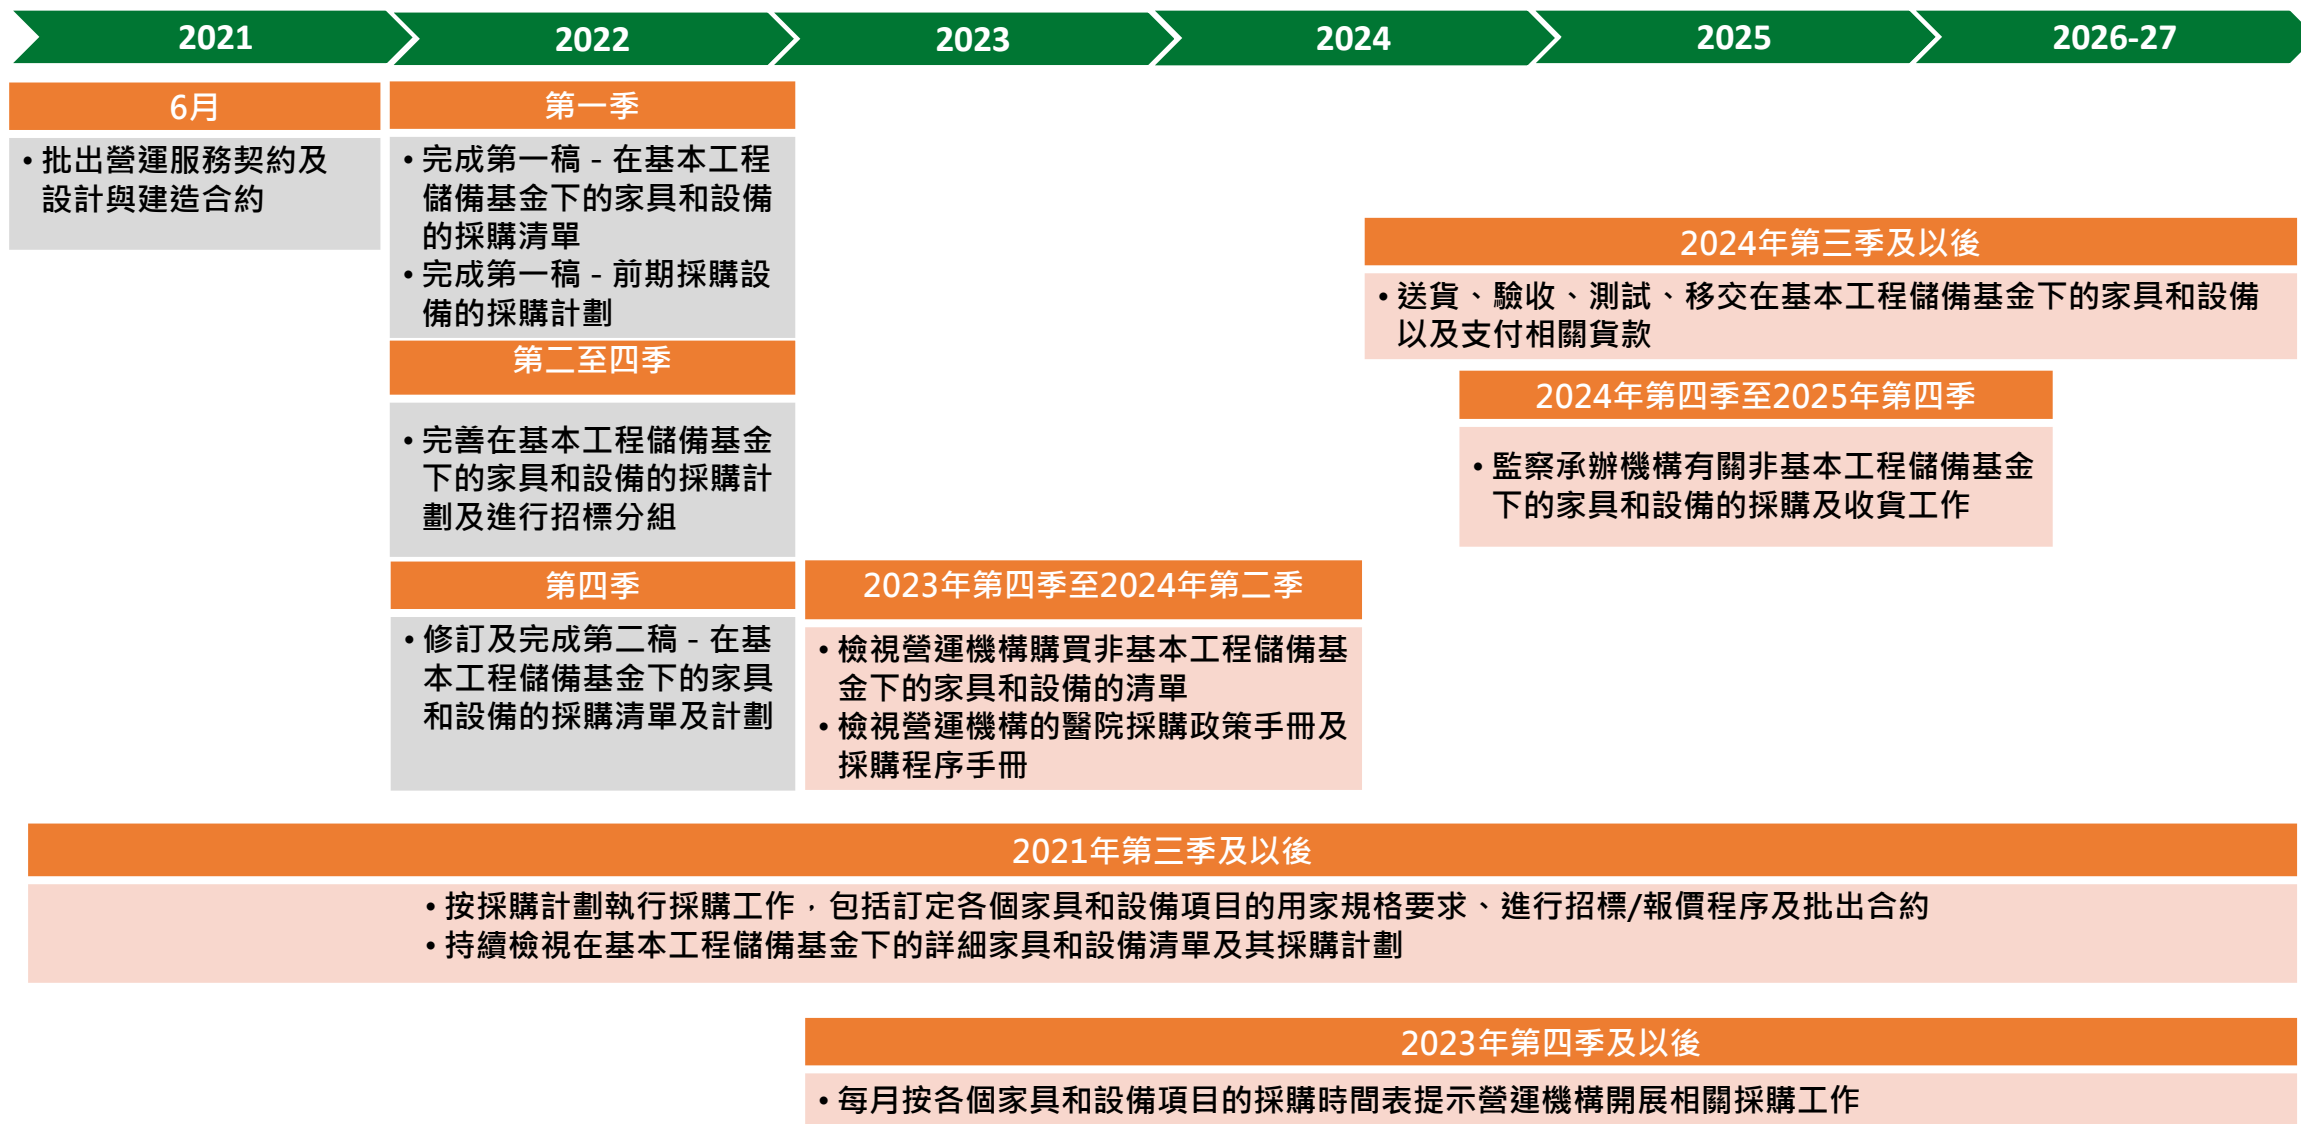 2021
2022
2023
2024
2025
2026-27
6月
• 批出營運服務契約及
設計與建造合約
第一季
• 完成第一稿 - 在基本工程
儲備基金下的家具和設備
的採購清單
• 完成第一稿 - 前期採購設
備的採購計劃
第二至四季
• 完善在基本工程儲備基金
下的家具和設備的採購計
劃及進行招標分組
第四季
• 修訂及完成第二稿 - 在基
本工程儲備基金下的家具
和設備的採購清單及計劃
2023年第四季至2024年第二季
• 檢視營運機構購買非基本工程儲備基
金下的家具和設備的清單
• 檢視營運機構的醫院採購政策手冊及
採購程序手冊
2024年第三季及以後
• 送貨、驗收、測試、移交在基本工程儲備基金下的家具和設備
以及支付相關貨款
2024年第四季至2025年第四季
• 監察承辦機構有關非基本工程儲備基金
下的家具和設備的採購及收貨工作
2021年第三季及以後
• 按採購計劃執行採購工作，包括訂定各個家具和設備項目的用家規格要求、進行招標/報價程序及批出合約
• 持續檢視在基本工程儲備基金下的詳細家具和設備清單及其採購計劃
2023年第四季及以後
• 每月按各個家具和設備項目的採購時間表提示營運機構開展相關採購工作